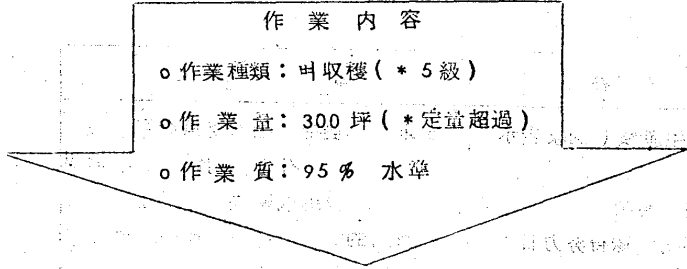 作業內容
o 作業種類: 벼収穫 ( * 5級 )
o 作業量: 300 坪 ( * 定量超過 )
o 作業質: 95 % 水準